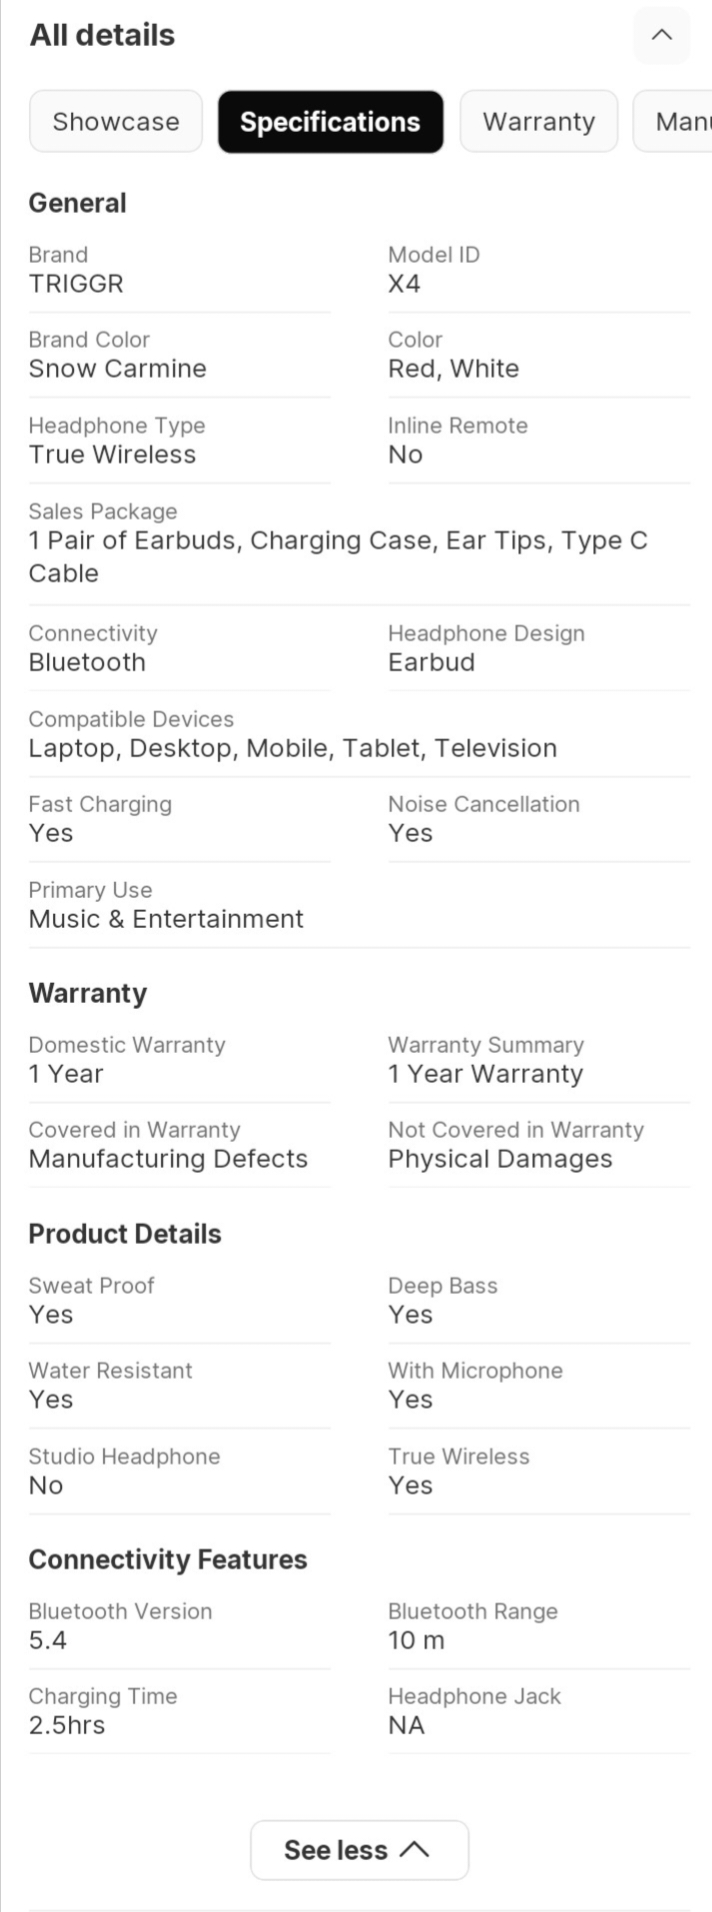 All details
Showcase Specifications Warranty Manu
General
Brand Model ID
TRIGGR X4
Brand Color Color
Snow Carmine Red, White
Headphone Type Inline Remote
True Wireless No
Sales Package
1 Pair of Earbuds, Charging Case, Ear Tips, Type C
Cable
Connectivity Headphone Design
Bluetooth Earbud
Compatible Devices
Laptop, Desktop, Mobile, Tablet, Television
Fast Charging Noise Cancellation
Yes Yes
Primary Use
Music & Entertainment
Warranty
Domestic Warranty Warranty Summary
1 Year 1 Year Warranty
Covered in Warranty Not Covered in Warranty
Manufacturing Defects Physical Damages
Product Details
Sweat Proof Deep Bass
Yes Yes
Water Resistant With Microphone
Yes Yes
Studio Headphone True Wireless
No Yes
Connectivity Features
Bluetooth Version Bluetooth Range
5.4 10 m
Charging Time Headphone Jack
2.5hrs NA
See less